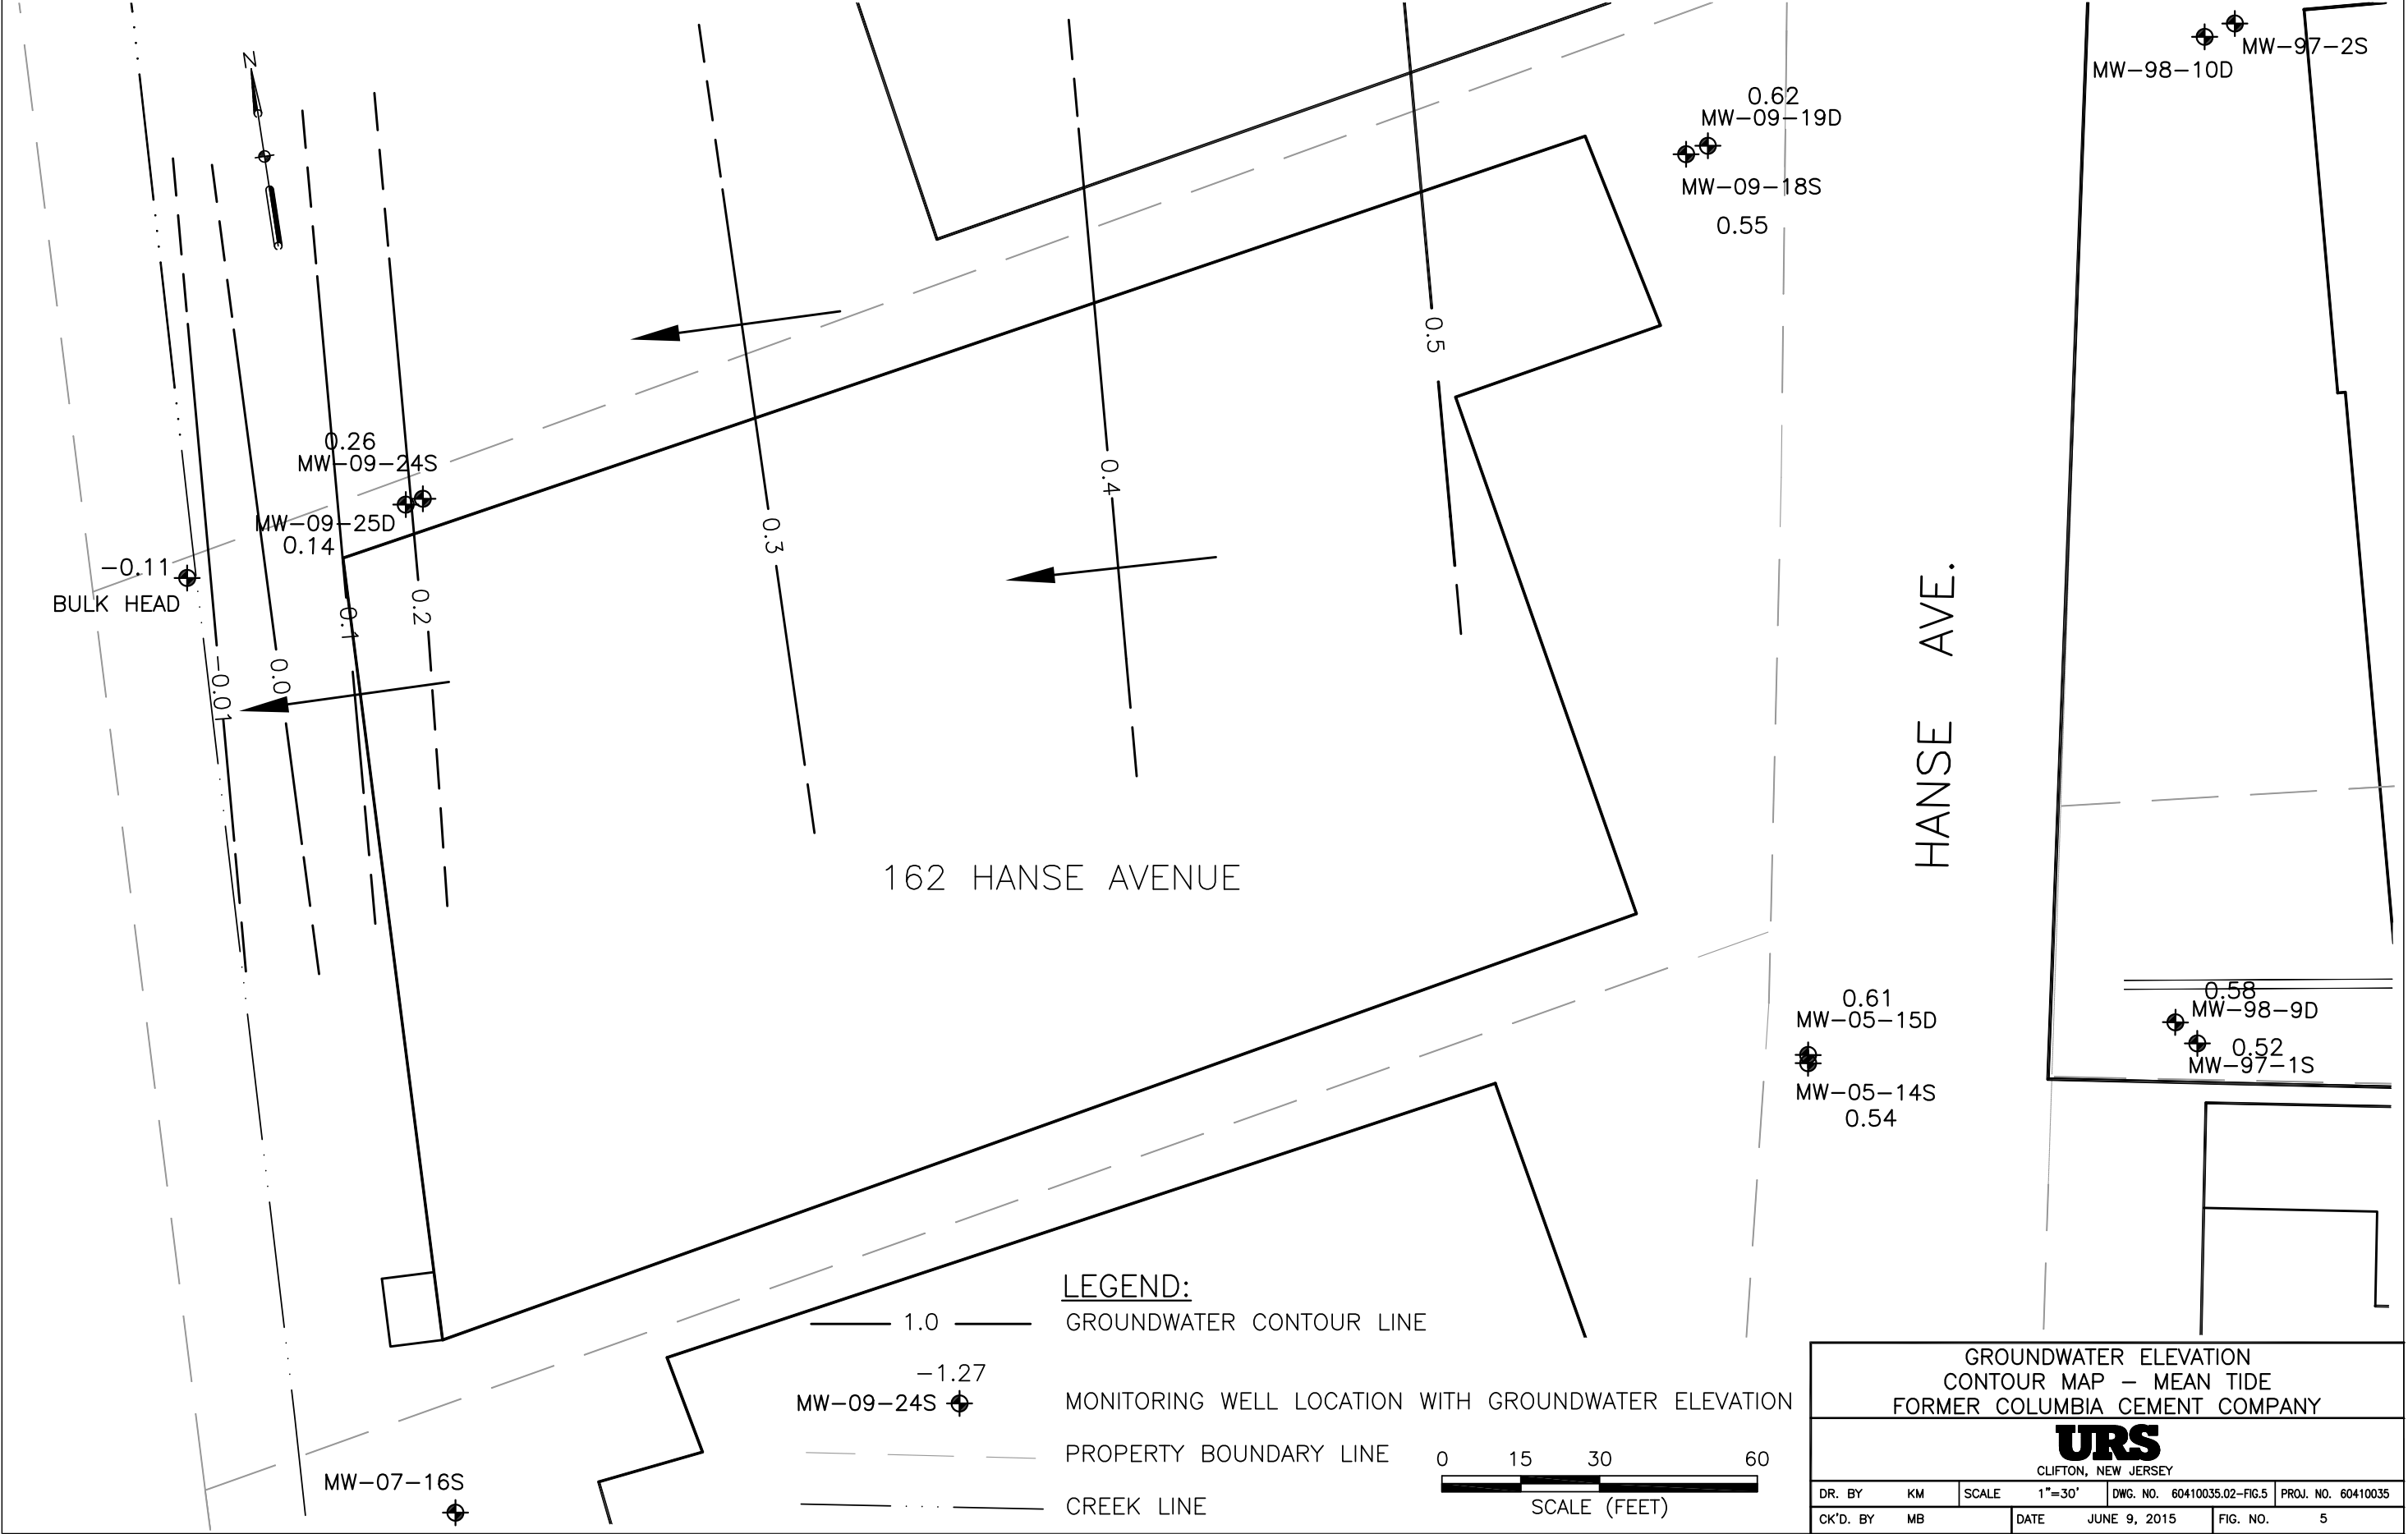 N
MW-97-2S
MW-98-10D
0.62
MW-09-19D
MW-09-18S
0.55
0.5
0.26
MW-09-24S
0.4
MW-09-25D
0.14
0.3
-0.11
BULK HEAD
0.1
0.2
-0.01
0.0
HANSE AVE.
162 HANSE AVENUE
0.61
MW-05-15D
0.58
MW-98-9D
0.52
MW-97-1S
MW-05-14S
0.54
LEGEND:
1.0 GROUNDWATER CONTOUR LINE
-1.27
MW-09-24S MONITORING WELL LOCATION WITH GROUNDWATER ELEVATION
PROPERTY BOUNDARY LINE
CREEK LINE
0 15 30 60
SCALE (FEET)
MW-07-16S
GROUNDWATER ELEVATION
CONTOUR MAP - MEAN TIDE
FORMER COLUMBIA CEMENT COMPANY
URS
CLIFTON, NEW JERSEY
DR. BY KM SCALE 1"=30' DWG. NO. 60410035.02-FIG.5 PROJ. NO. 60410035
CK'D. BY MB DATE JUNE 9, 2015 FIG. NO. 5